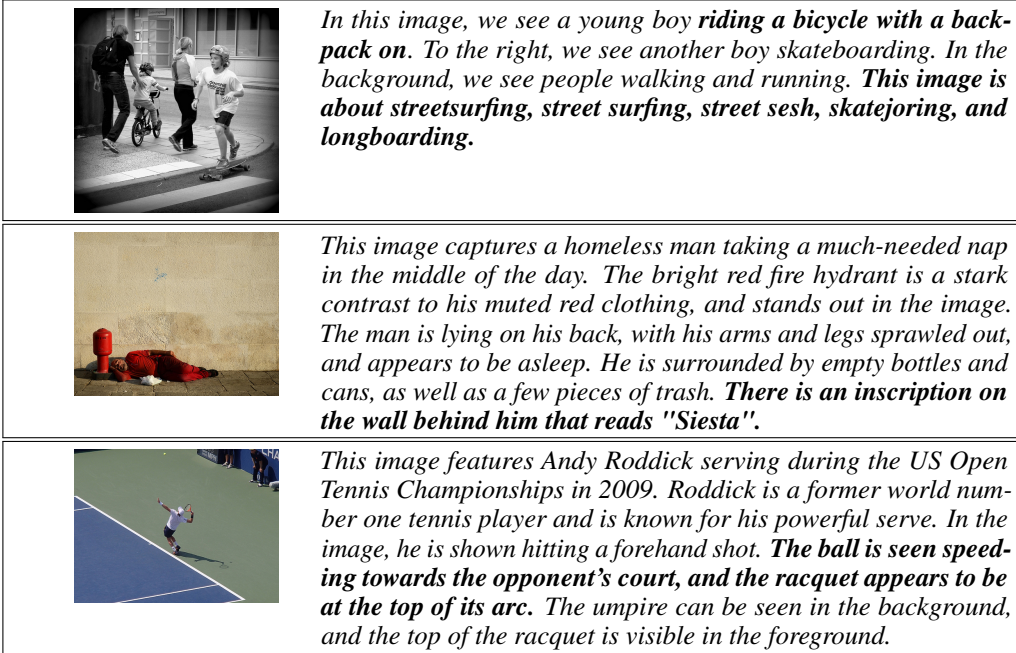 In this image, we see a young boy riding a bicycle with a back-
pack on. To the right, we see another boy skateboarding. In the
background, we see people walking and running. This image is
about streetsurfing, street surfing, street sesh, skatejoring, and
longboarding.
This image captures a homeless man taking a much-needed nap
in the middle of the day. The bright red fire hydrant is a stark
contrast to his muted red clothing, and stands out in the image.
The man is lying on his back, with his arms and legs sprawled out,
and appears to be asleep. He is surrounded by empty bottles and
cans, as well as a few pieces of trash. There is an inscription on
the wall behind him that reads "Siesta".
This image features Andy Roddick serving during the US Open
Tennis Championships in 2009. Roddick is a former world num-
ber one tennis player and is known for his powerful serve. In the
image, he is shown hitting a forehand shot. The ball is seen speed-
ing towards the opponent's court, and the racquet appears to be
at the top of its arc. The umpire can be seen in the background,
and the top of the racquet is visible in the foreground.